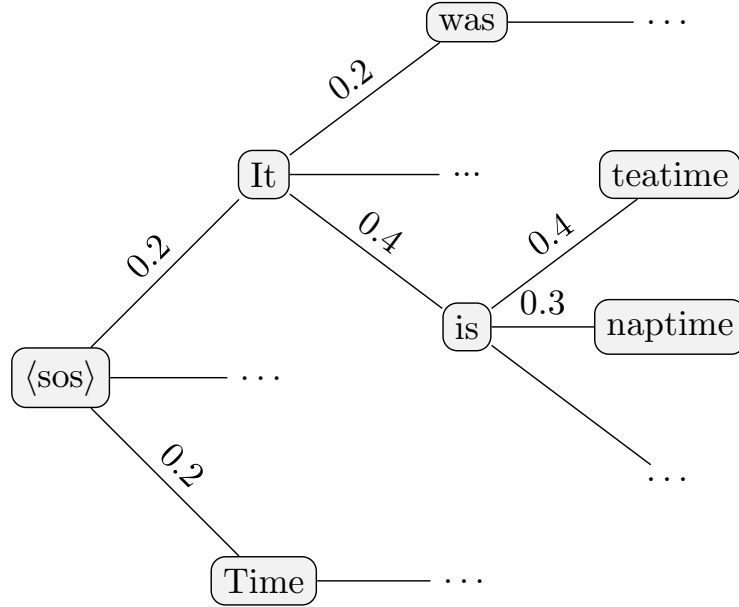 was · · ·
0.2
It ...
teatime
0.2
0.4
0.4
0.3
is naptime
⟨sos⟩ · · ·
0.2
· · ·
Time · · ·